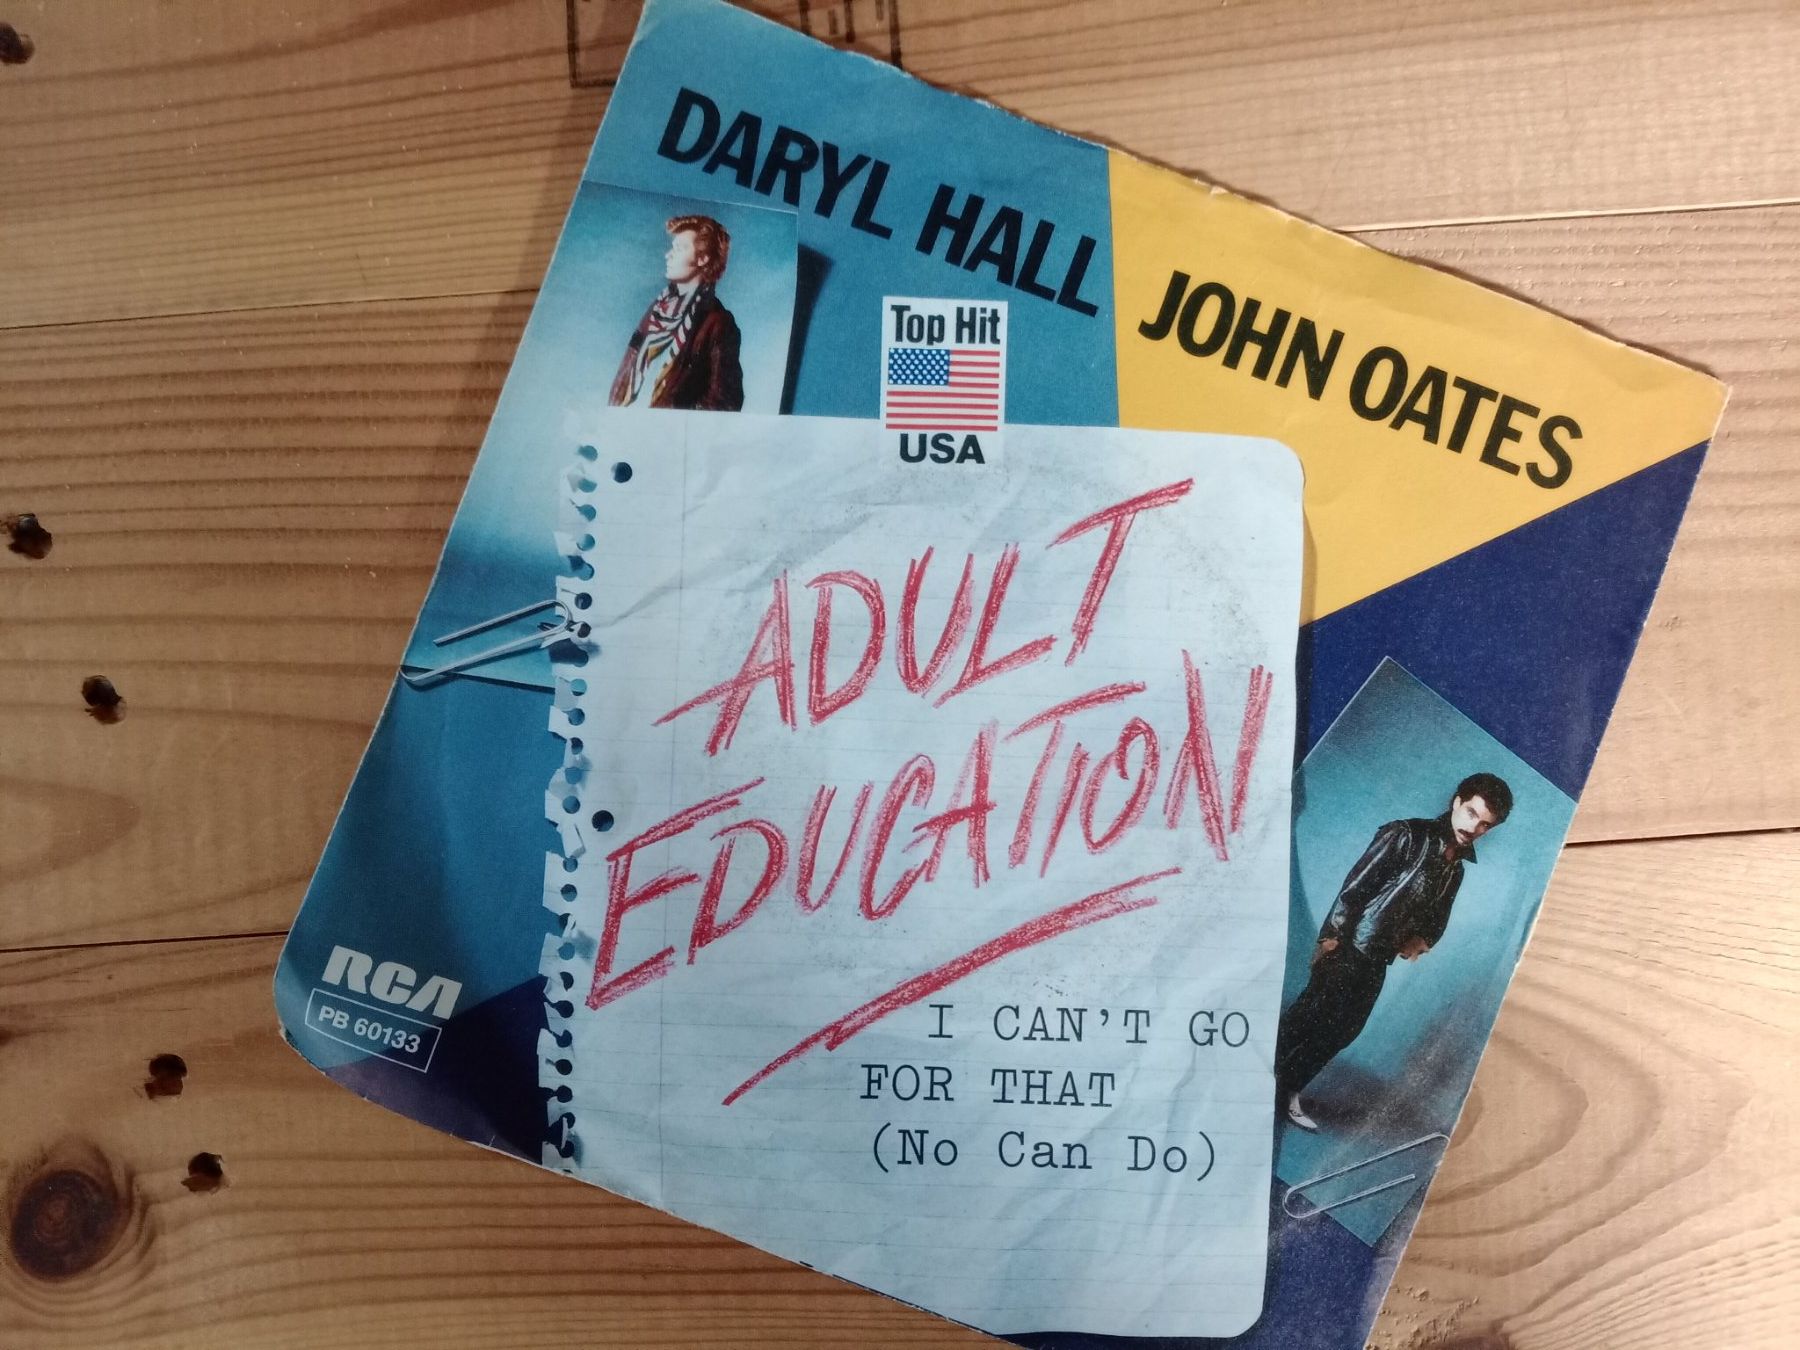 DARYL HALL
JOHN OATES
Top Hit
USA
ADULT
EDUCATION
I CAN'T GO
FOR THAT
(No Can Do)
RCA
PB 60133